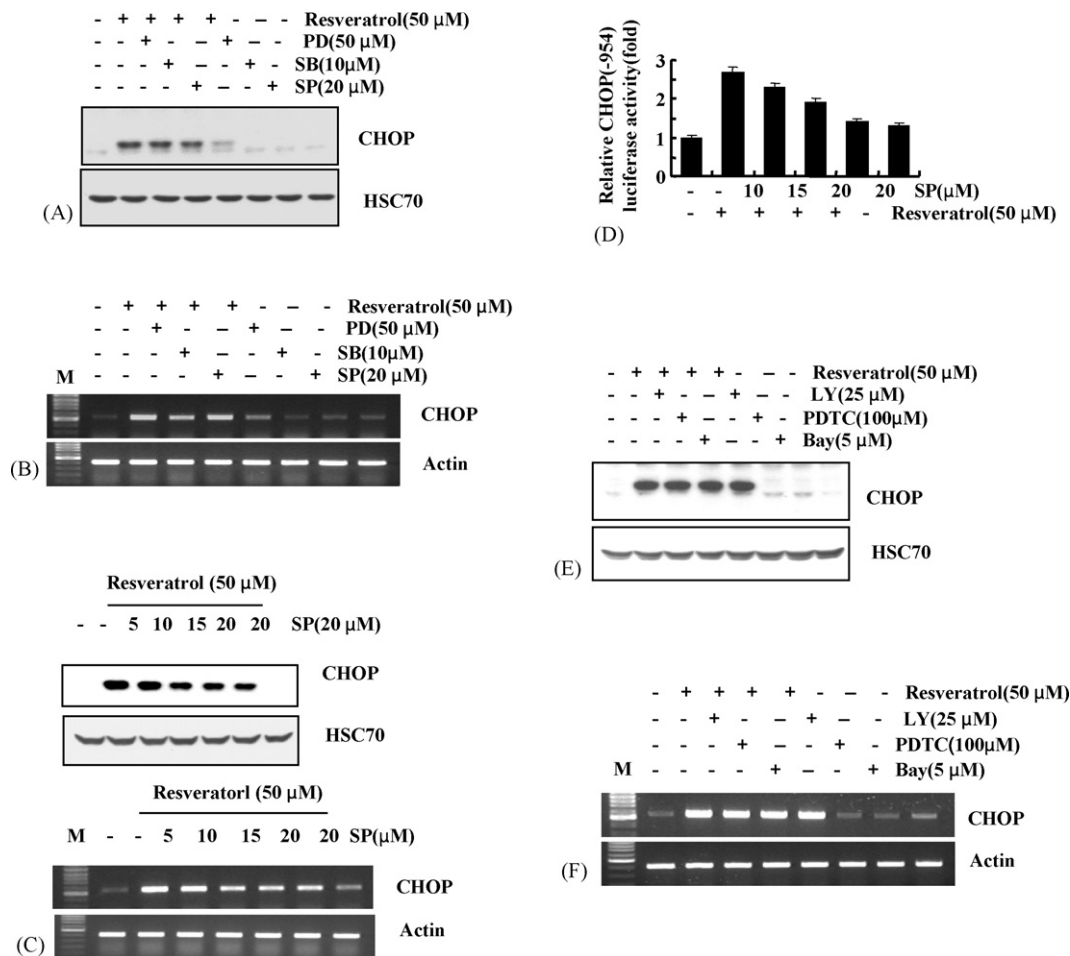 - + + + + - - - Resveratrol(50 μM)
- - + - - + - - PD(50 μM)
- - - + - - + - SB(10μM)
- - - - + - - + SP(20 μM)
CHOP
HSC70
(A)
- + + + + - - - Resveratrol(50 μM)
- - + - - + - - PD(50 μM)
- - - + - - + - SB(10μM)
M - - - - + - - + SP(20 μM)
CHOP
Actin
(B)
Resveratrol (50 μM)
- - 5 10 15 20 20 SP(20 μM)
CHOP
HSC70
Resveratorl (50 μM)
M - - 5 10 15 20 20 SP(μM)
CHOP
Actin
(C)
Relative CHOP(-954)
luciferase activity(fold)
3
2
1
0
- - 10 15 20 20 SP(μM)
- + + + + - Resveratrol(50 μM)
(D)
- + + + + - - - Resveratrol(50 μM)
- - + - - + - - LY(25 μM)
- - - + - - + - PDTC(100μM)
- - - - + - - + Bay(5 μM)
CHOP
HSC70
(E)
- + + + + - - - Resveratrol(50 μM)
- - + - - + - - LY(25 μM)
- - - + - - + - PDTC(100μM)
M - - - - + - - + Bay(5 μM)
CHOP
Actin
(F)